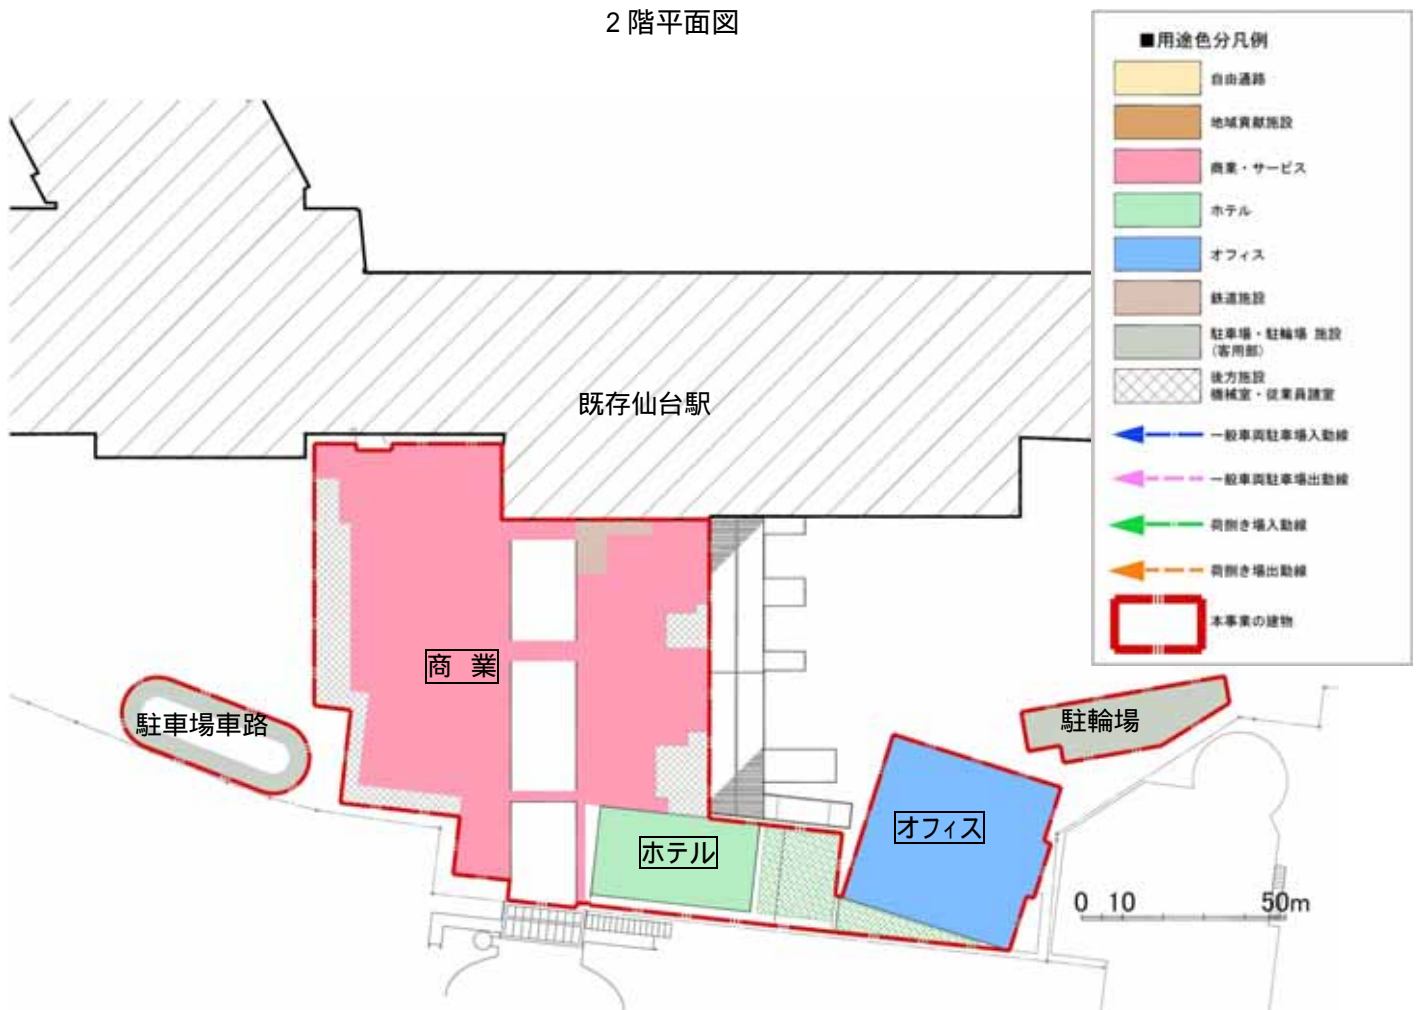 2 階平面図
■用途色分凡例
自由通路
地域貢献施設
商業・サービス
ホテル
オフィス
鉄道施設
駐車場・駐輪場 施設
(客用部)
後方施設
機械室・従業員諸室
一般車両駐車場入動線
一般車両駐車場出動線
荷捌き場入動線
荷捌き場出動線
本事業の建物
既存仙台駅
商 業
駐車場車路
駐輪場
オフィス
ホテル
0 10 50m